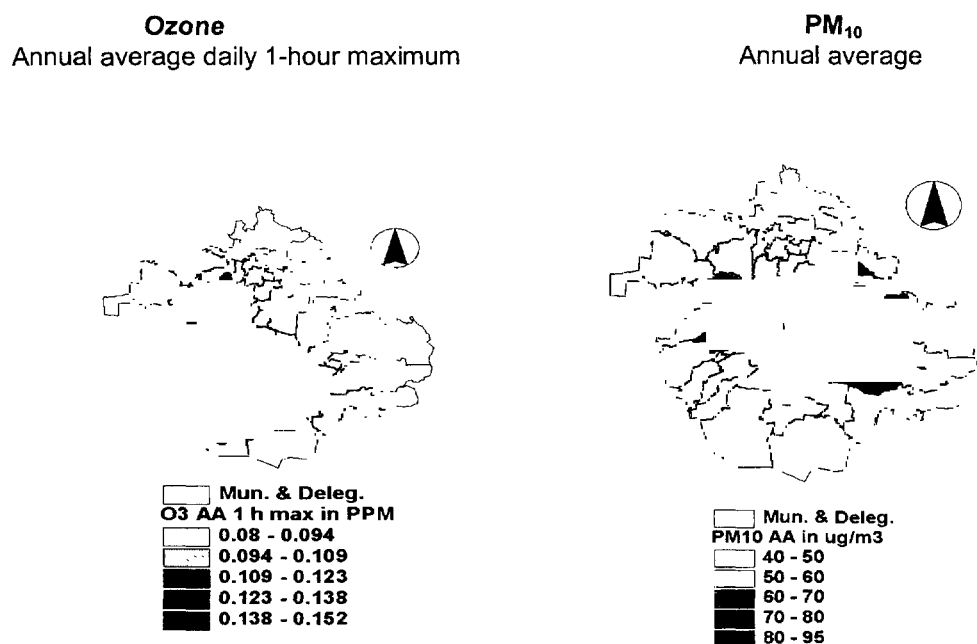 Ozone
Annual average daily 1-hour maximum
Mun. & Deleg.
O3 AA 1 h max in PPM
0.08 - 0.094
0.094 - 0.109
0.109 - 0.123
0.123 - 0.138
0.138 - 0.152
PM10
Annual average
Mun. & Deleg.
PM10 AA in ug/m3
40 - 50
50 - 60
60 - 70
70 - 80
80 - 95